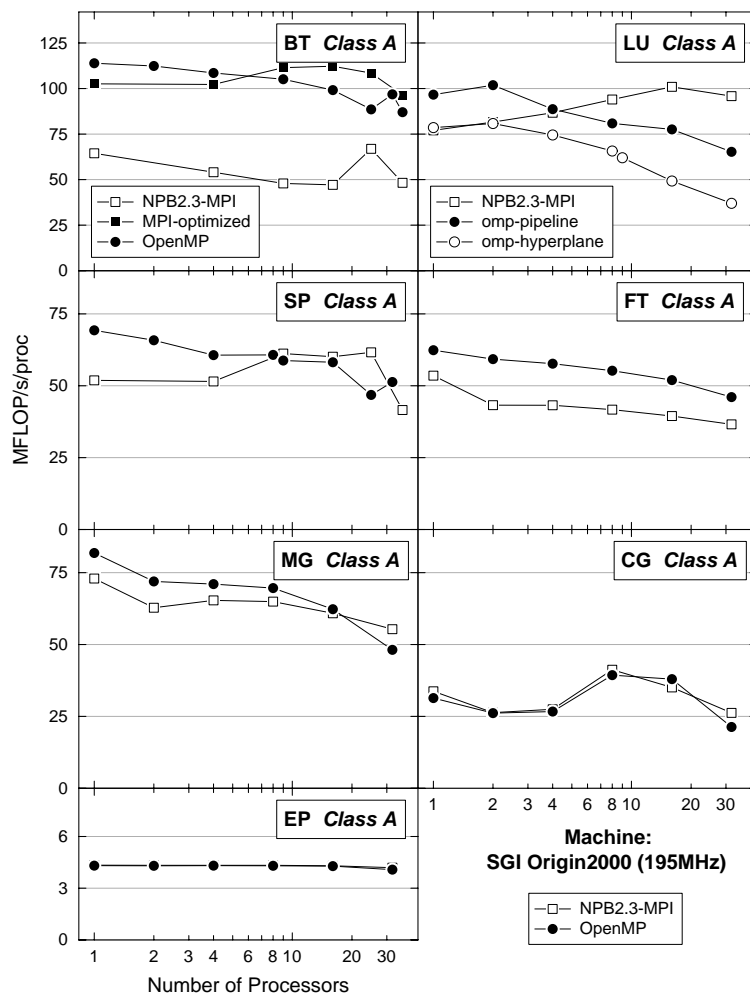 BT Class A
LU Class A
125
100
75
50
25
0
NPB2.3-MPI
MPI-optimized
OpenMP
NPB2.3-MPI
omp-pipeline
omp-hyperplane
SP Class A
FT Class A
75
50
25
0
MFLOP/s/proc
MG Class A
CG Class A
75
50
25
0
1 2 3 4 6 8 10 20 30
EP Class A
6
4
2
0
1 2 3 4 6 8 10 20 30
Number of Processors
Machine:
SGI Origin2000 (195MHz)
NPB2.3-MPI
OpenMP